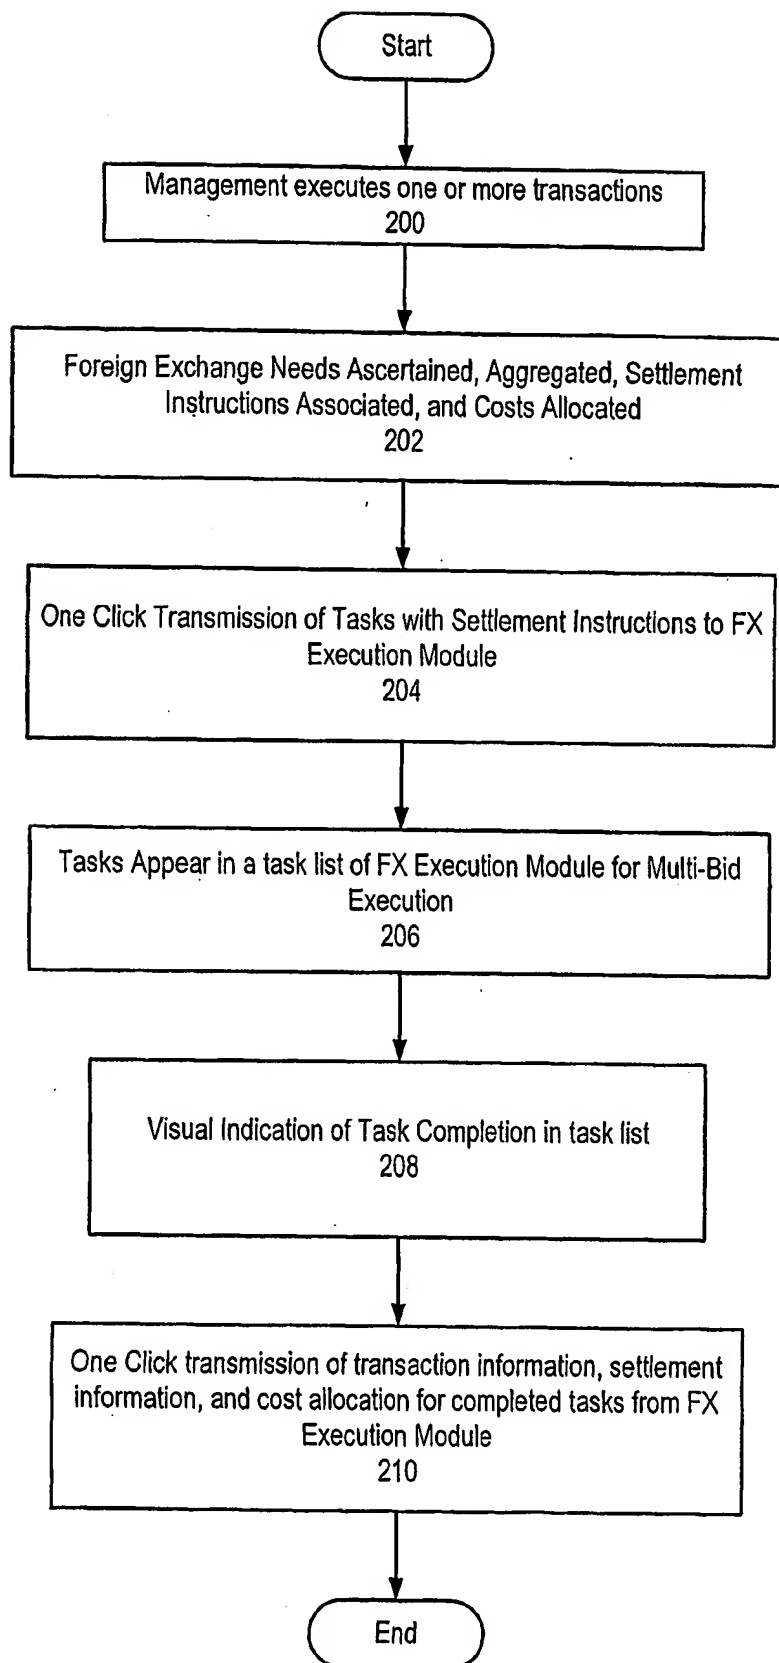 Start
Management executes one or more transactions
200
Foreign Exchange Needs Ascertained, Aggregated, Settlement
Instructions Associated, and Costs Allocated
202
One Click Transmission of Tasks with Settlement Instructions to FX
Execution Module
204
Tasks Appear in a task list of FX Execution Module for Multi-Bid
Execution
206
Visual Indication of Task Completion in task list
208
One Click transmission of transaction information, settlement
information, and cost allocation for completed tasks from FX
Execution Module
210
End